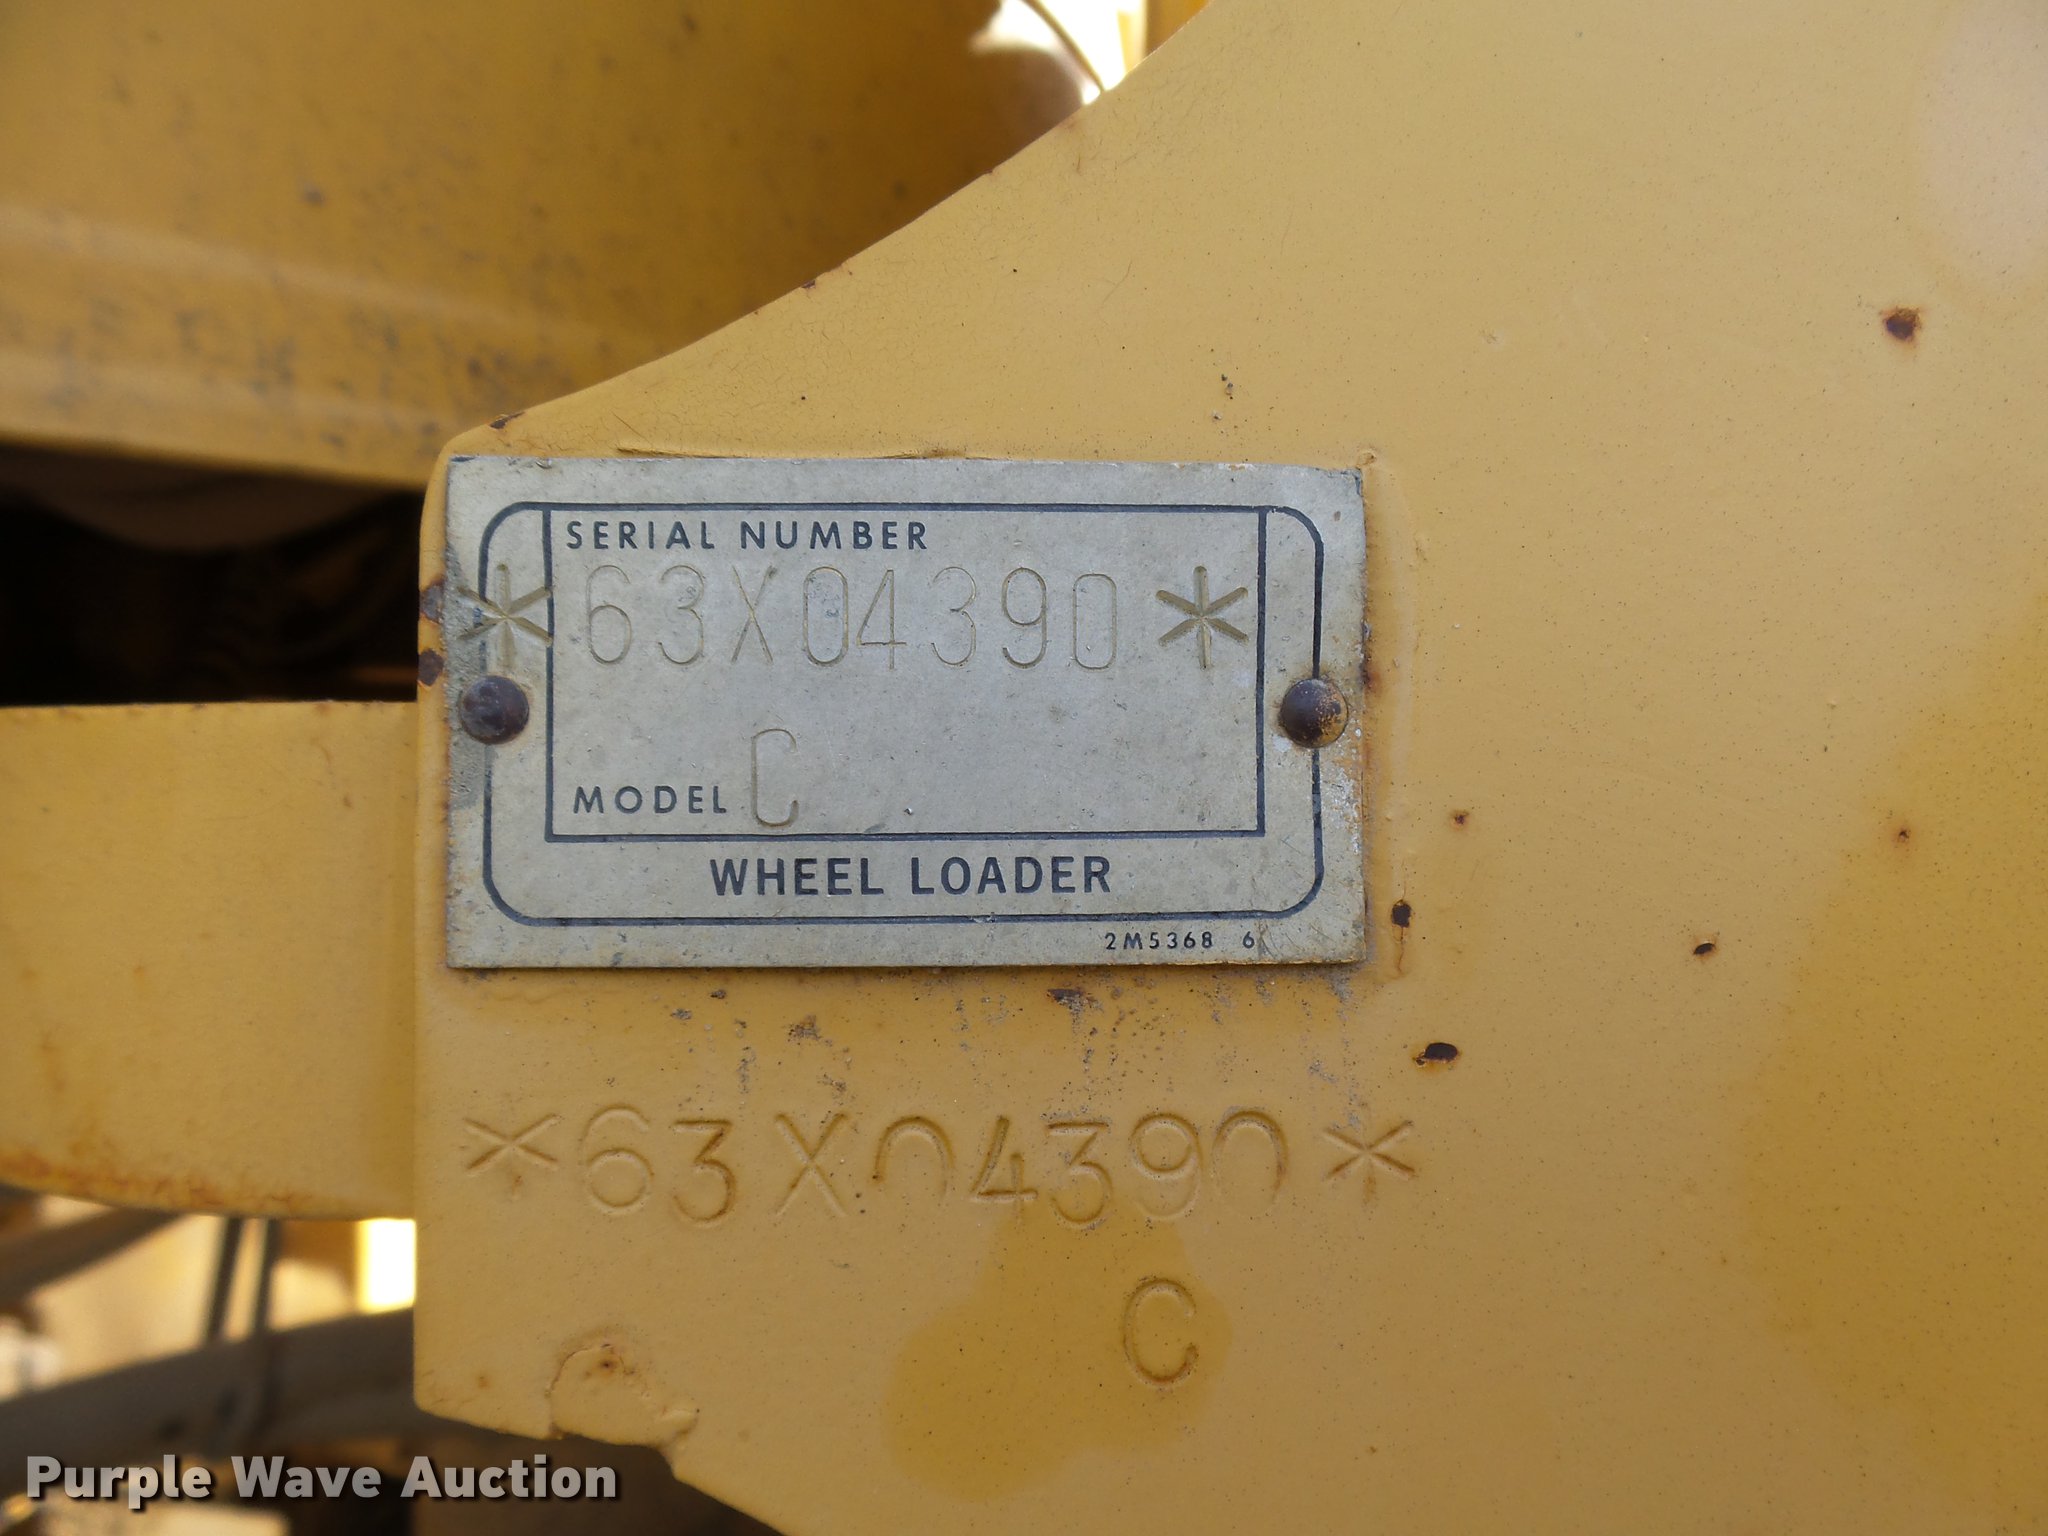 SERIAL NUMBER
*63X04390*
MODEL C
WHEEL LOADER
2M5368 6
*63X04390*
C
Purple Wave Auction